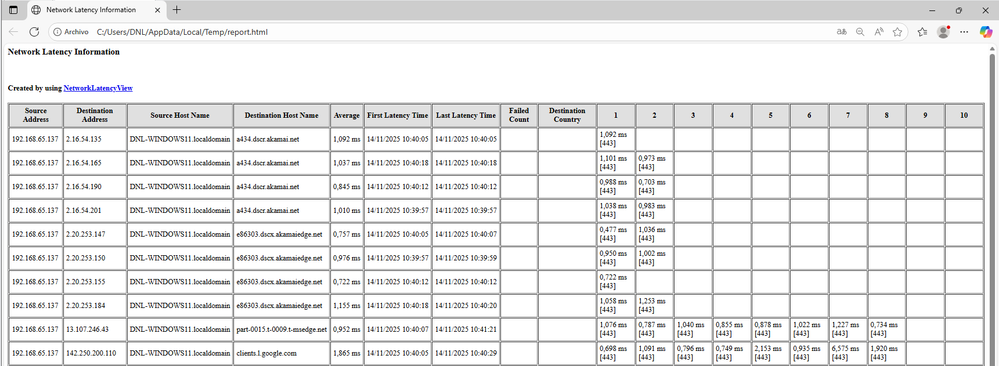 Network Latency Information
Archivo C:/Users/DNL/AppData/Local/Temp/report.html
Network Latency Information
Created by using NetworkLatencyView
Source Address Destination Address Source Host Name Destination Host Name Average First Latency Time Last Latency Time Failed Count Destination Country 1 2 3 4 5 6 7 8 9 10
192.168.65.137 2.16.54.135 DNL-WINDOWS11.localdomain a434.dscr.akamai.net 1,092 ms 14/11/2025 10:40:05 14/11/2025 10:40:05 1,092 ms [443]
192.168.65.137 2.16.54.165 DNL-WINDOWS11.localdomain a434.dscr.akamai.net 1,037 ms 14/11/2025 10:40:18 14/11/2025 10:40:18 1,101 ms [443] 0,973 ms [443]
192.168.65.137 2.16.54.190 DNL-WINDOWS11.localdomain a434.dscr.akamai.net 0,845 ms 14/11/2025 10:40:12 14/11/2025 10:40:12 0,988 ms [443] 0,703 ms [443]
192.168.65.137 2.16.54.201 DNL-WINDOWS11.localdomain a434.dscr.akamai.net 1,010 ms 14/11/2025 10:39:57 14/11/2025 10:39:57 1,038 ms [443] 0,983 ms [443]
192.168.65.137 2.20.253.147 DNL-WINDOWS11.localdomain e86303.dscx.akamaiedge.net 0,757 ms 14/11/2025 10:40:05 14/11/2025 10:40:07 0,477 ms [443] 1,036 ms [443]
192.168.65.137 2.20.253.150 DNL-WINDOWS11.localdomain e86303.dscx.akamaiedge.net 0,976 ms 14/11/2025 10:39:57 14/11/2025 10:39:59 0,950 ms [443] 1,002 ms [443]
192.168.65.137 2.20.253.155 DNL-WINDOWS11.localdomain e86303.dscx.akamaiedge.net 0,722 ms 14/11/2025 10:40:12 14/11/2025 10:40:12 0,722 ms [443]
192.168.65.137 2.20.253.184 DNL-WINDOWS11.localdomain e86303.dscx.akamaiedge.net 1,155 ms 14/11/2025 10:40:18 14/11/2025 10:40:20 1,058 ms [443] 1,253 ms [443]
192.168.65.137 13.107.246.43 DNL-WINDOWS11.localdomain part-0015.t-0009.t-msedge.net 0,952 ms 14/11/2025 10:40:07 14/11/2025 10:41:21 1,076 ms [443] 0,787 ms [443] 1,040 ms [443] 0,855 ms [443] 0,878 ms [443] 1,022 ms [443] 1,227 ms [443] 0,734 ms [443]
192.168.65.137 142.250.200.110 DNL-WINDOWS11.localdomain clients.l.google.com 1,865 ms 14/11/2025 10:40:05 14/11/2025 10:40:29 0,698 ms [443] 1,091 ms [443] 0,796 ms [443] 0,749 ms [443] 2,153 ms [443] 0,935 ms [443] 6,575 ms [443] 1,920 ms [443]